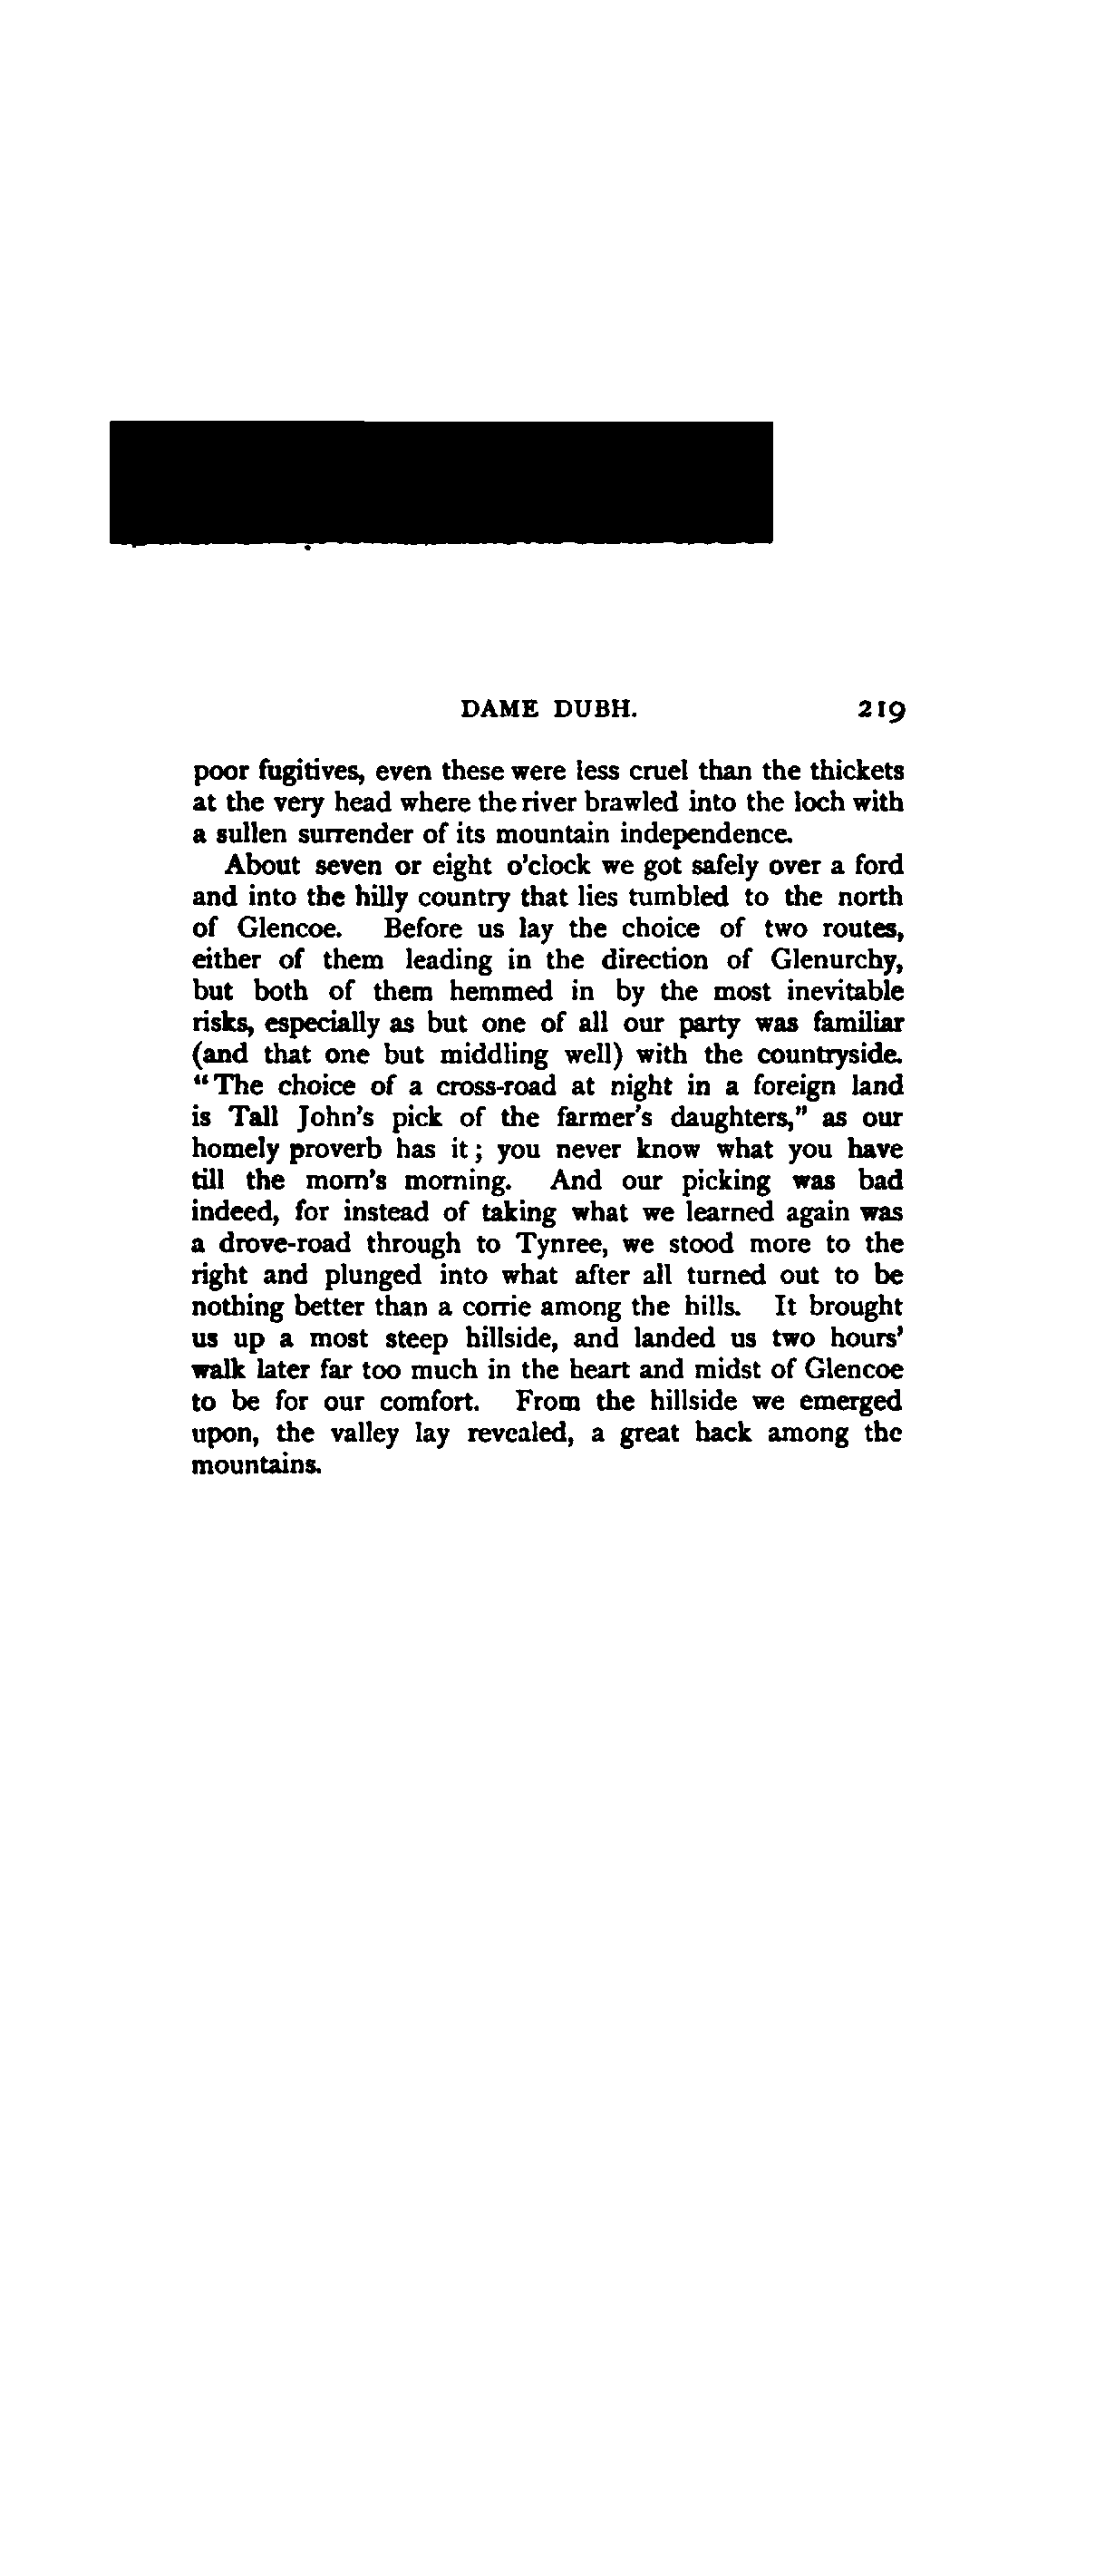 DAME DUBH. 219
poor fugitives, even these were less cruel than the thickets
at the very head where the river brawled into the loch with
a sullen surrender of its mountain independence.
About seven or eight o'clock we got safely over a ford
and into the hilly country that lies tumbled to the north
of Glencoe. Before us lay the choice of two routes,
either of them leading in the direction of Glenurchy,
but both of them hemmed in by the most inevitable
risks, especially as but one of all our party was familiar
(and that one but middling well) with the countryside.
"The choice of a cross-road at night in a foreign land
is Tall John's pick of the farmer's daughters," as our
homely proverb has it; you never know what you have
till the morn's morning. And our picking was bad
indeed, for instead of taking what we learned again was
a drove-road through to Tynree, we stood more to the
right and plunged into what after all turned out to be
nothing better than a corrie among the hills. It brought
us up a most steep hillside, and landed us two hours'
walk later far too much in the heart and midst of Glencoe
to be for our comfort. From the hillside we emerged
upon, the valley lay revealed, a great hack among the
mountains.